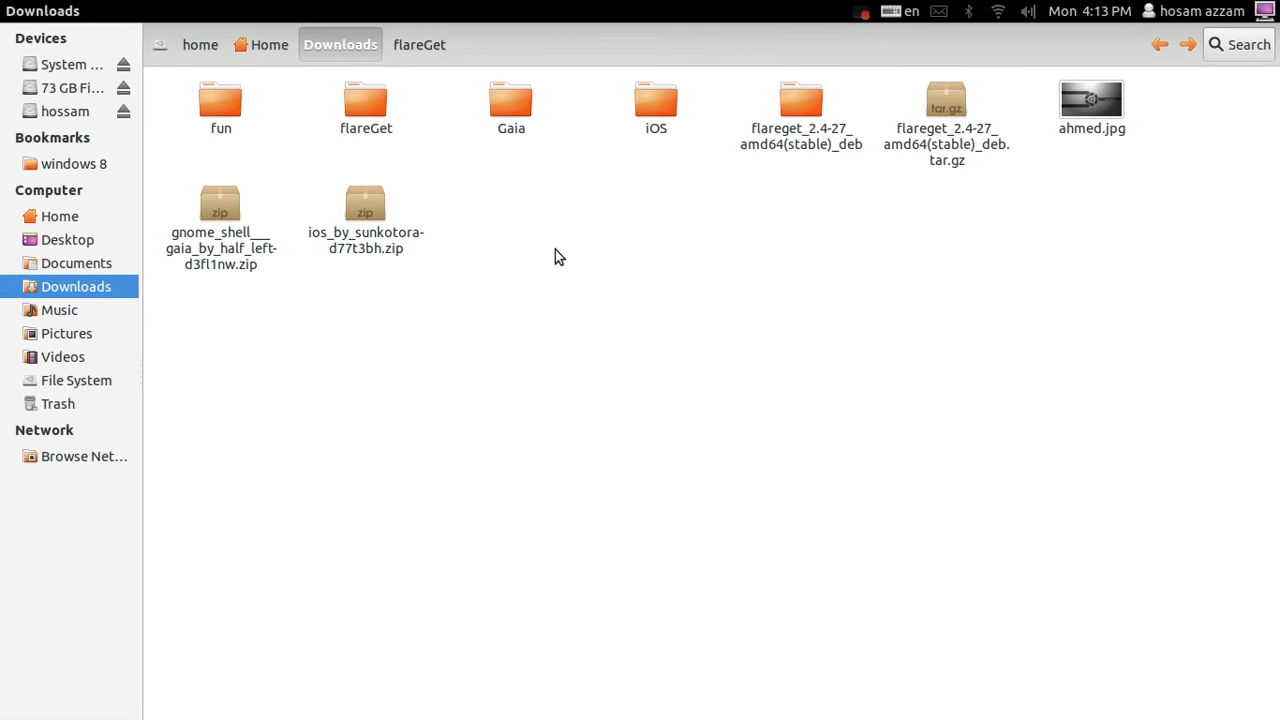 Downloads
en
Mon 4:13 PM
hosam azzam
Devices
System ...
73 GB Fi...
hossam
Bookmarks
windows 8
Computer
Home
Desktop
Documents
Downloads
Music
Pictures
Videos
File System
Trash
Network
Browse Net...
home
Home
Downloads
flareGet
Search
fun
flareGet
Gaia
iOS
flareget_2.4-27_
amd64(stable)_deb
tar.gz
flareget_2.4-27_
amd64(stable)_deb.
tar.gz
ahmed.jpg
zip
gnome_shell___
gaia_by_half_left-
d3fl1nw.zip
zip
ios_by_sunkotora-
d77t3bh.zip